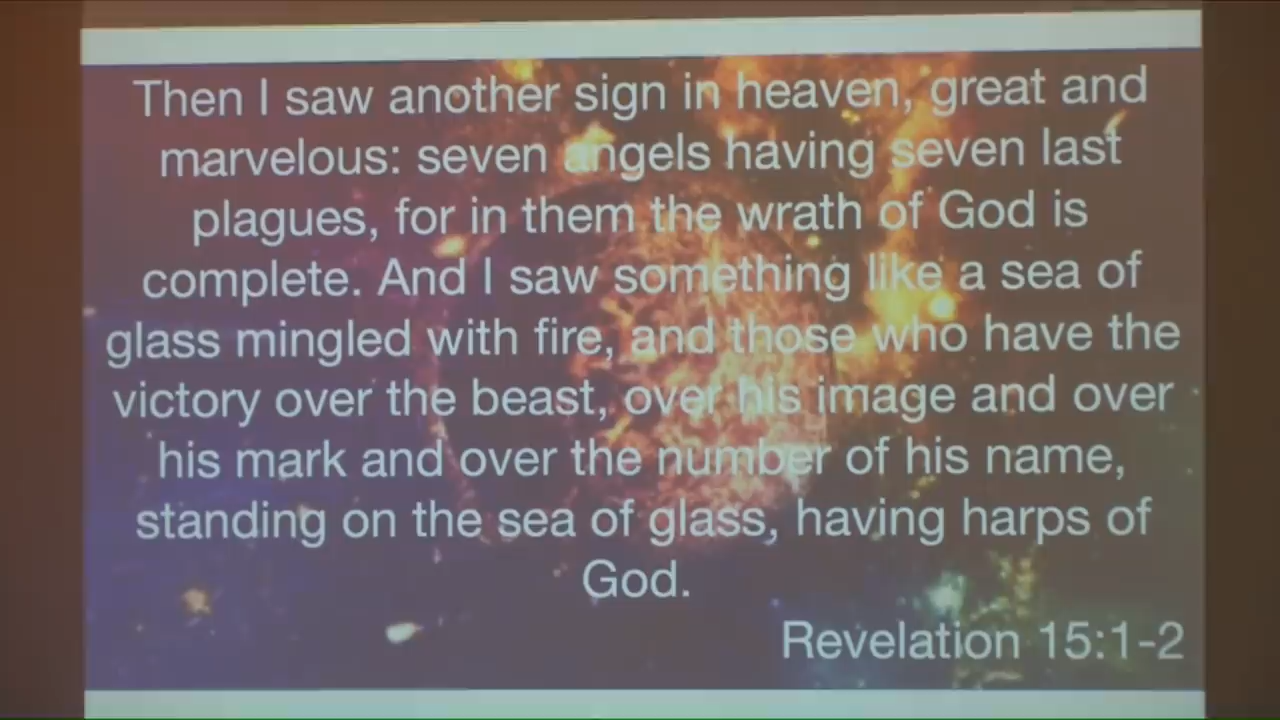 Then I saw another sign in heaven, great and
marvelous: seven angels having seven last
plagues, for in them the wrath of God is
complete. And I saw something like a sea of
glass mingled with fire, and those who have the
victory over the beast, over his image and over
his mark and over the number of his name,
standing on the sea of glass, having harps of
God.
Revelation 15:1-2